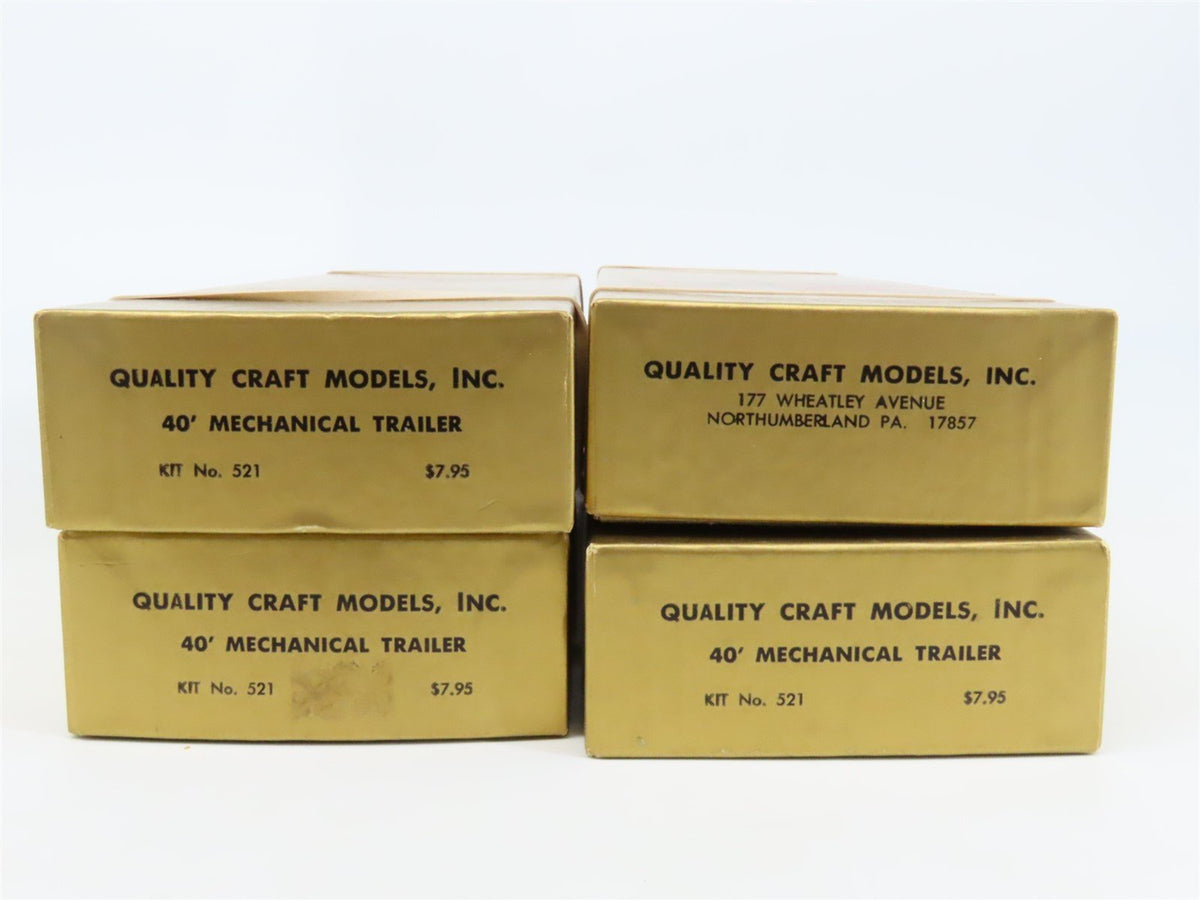 QUALITY CRAFT MODELS, INC.
40' MECHANICAL TRAILER
KIT No. 521 $7.95
QUALITY CRAFT MODELS, INC.
177 WHEATLEY AVENUE
NORTHUMBERLAND PA. 17857
QUALITY CRAFT MODELS, INC.
40' MECHANICAL TRAILER
KIT No. 521 $7.95
QUALITY CRAFT MODELS, INC.
40' MECHANICAL TRAILER
KIT No. 521 $7.95